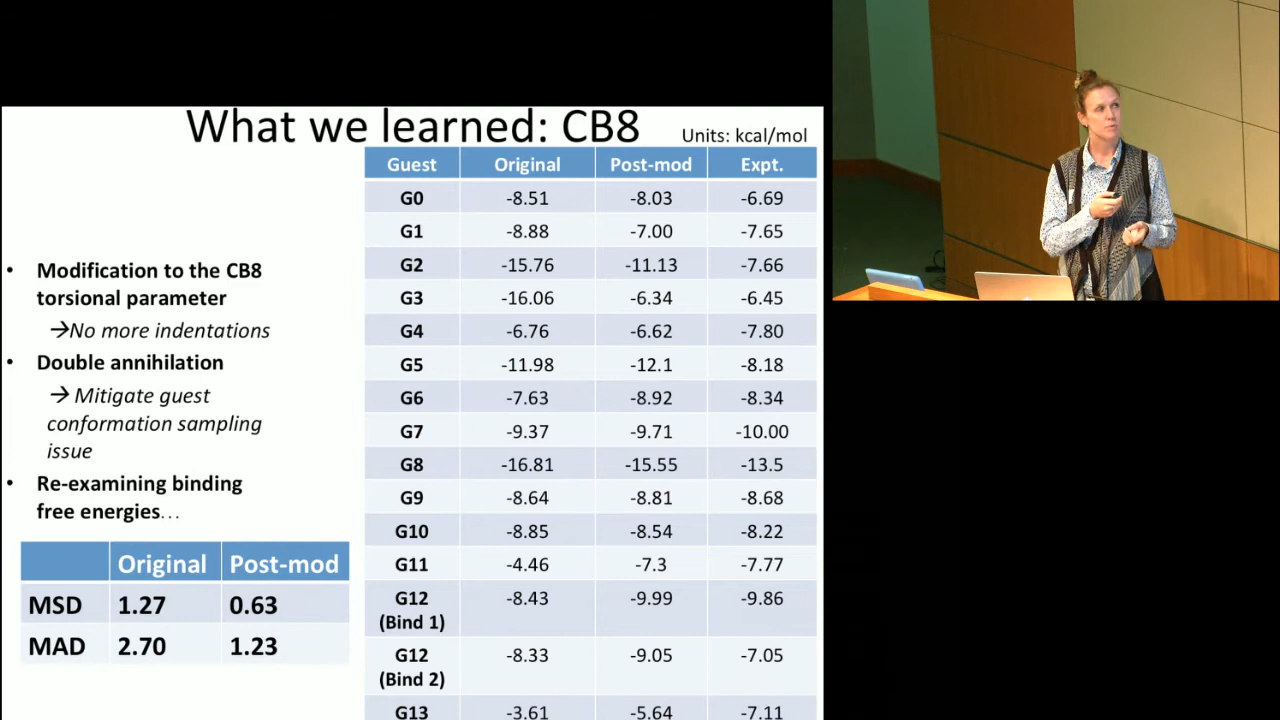 What we learned: CB8
Units: kcal/mol
• Modification to the CB8
torsional parameter
→No more indentations
• Double annihilation
→ Mitigate guest
conformation sampling
issue
• Re-examining binding
free energies...
Original Post-mod
MSD 1.27 0.63
MAD 2.70 1.23
Guest Original Post-mod Expt.
G0 -8.51 -8.03 -6.69
G1 -8.88 -7.00 -7.65
G2 -15.76 -11.13 -7.66
G3 -16.06 -6.34 -6.45
G4 -6.76 -6.62 -7.80
G5 -11.98 -12.1 -8.18
G6 -7.63 -8.92 -8.34
G7 -9.37 -9.71 -10.00
G8 -16.81 -15.55 -13.5
G9 -8.64 -8.81 -8.68
G10 -8.85 -8.54 -8.22
G11 -4.46 -7.3 -7.77
G12 -8.43 -9.99 -9.86
(Bind 1)
G12 -8.33 -9.05 -7.05
(Bind 2)
G13 -3.61 -5.64 -7.11